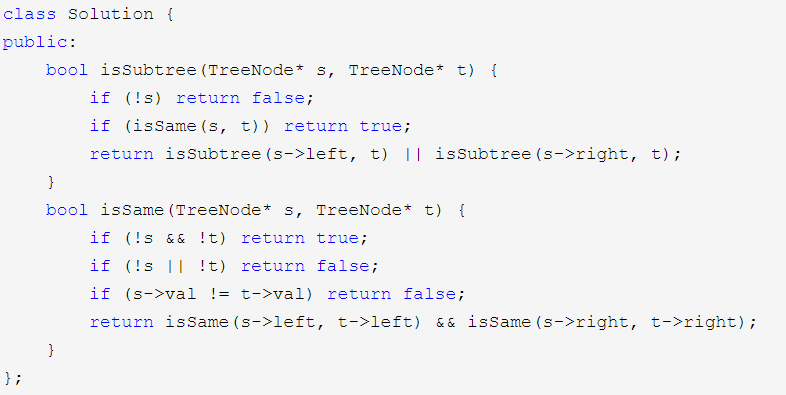 class Solution {
public:
    bool isSubtree(TreeNode* s, TreeNode* t) {
        if (!s) return false;
        if (isSame(s, t)) return true;
        return isSubtree(s->left, t) || isSubtree(s->right, t);
    }
    bool isSame(TreeNode* s, TreeNode* t) {
        if (!s && !t) return true;
        if (!s || !t) return false;
        if (s->val != t->val) return false;
        return isSame(s->left, t->left) && isSame(s->right, t->right);
    }
};